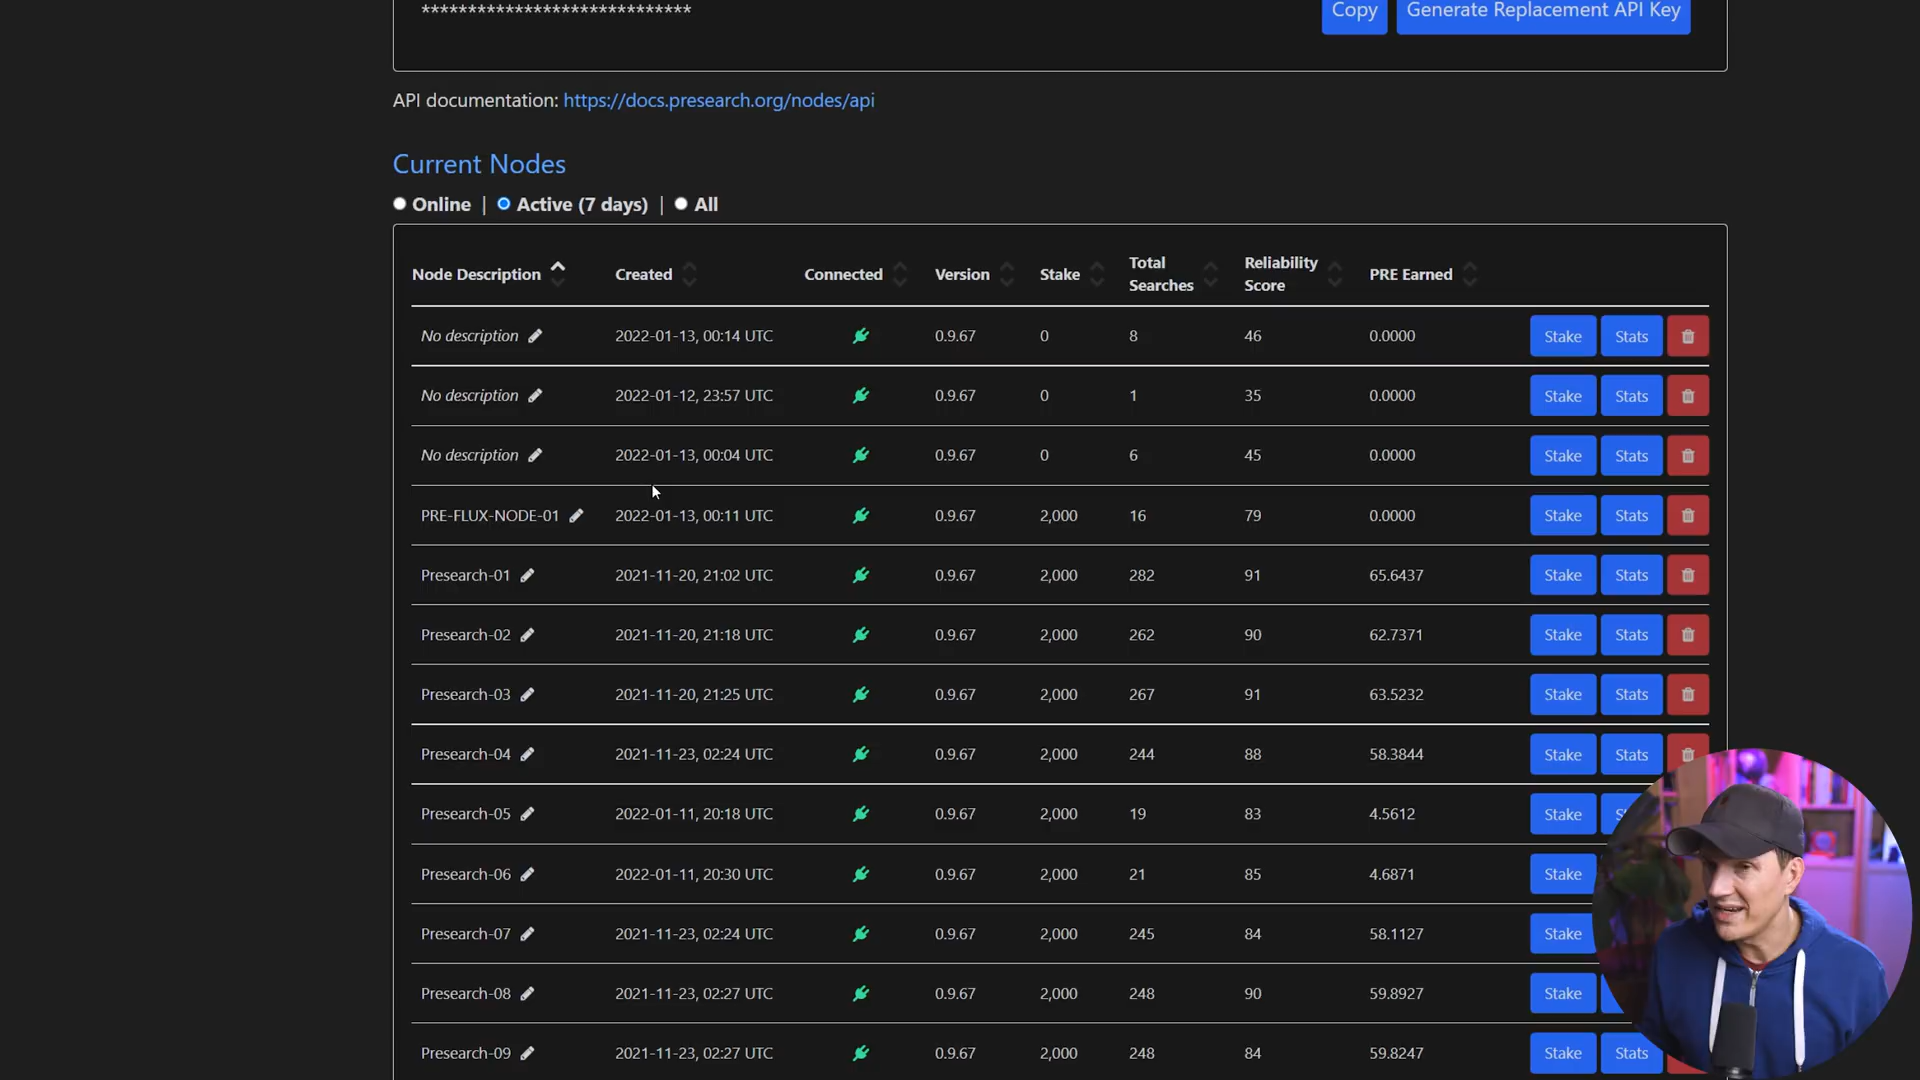 ***************************** Copy Generate Replacement API Key
API documentation: https://docs.presearch.org/nodes/api
Current Nodes
Online | Active (7 days) | All
Node Description Created Connected Version Stake Total Searches Reliability Score PRE Earned
No description 2022-01-13, 00:14 UTC 0.9.67 0 8 46 0.0000 Stake Stats
No description 2022-01-12, 23:57 UTC 0.9.67 0 1 35 0.0000 Stake Stats
No description 2022-01-13, 00:04 UTC 0.9.67 0 6 45 0.0000 Stake Stats
PRE-FLUX-NODE-01 2022-01-13, 00:11 UTC 0.9.67 2,000 16 79 0.0000 Stake Stats
Presearch-01 2021-11-20, 21:02 UTC 0.9.67 2,000 282 91 65.6437 Stake Stats
Presearch-02 2021-11-20, 21:18 UTC 0.9.67 2,000 262 90 62.7371 Stake Stats
Presearch-03 2021-11-20, 21:25 UTC 0.9.67 2,000 267 91 63.5232 Stake Stats
Presearch-04 2021-11-23, 02:24 UTC 0.9.67 2,000 244 88 58.3844 Stake Stats
Presearch-05 2022-01-11, 20:18 UTC 0.9.67 2,000 19 83 4.5612 Stake
Presearch-06 2022-01-11, 20:30 UTC 0.9.67 2,000 21 85 4.6871 Stake
Presearch-07 2021-11-23, 02:24 UTC 0.9.67 2,000 245 84 58.1127 Stake
Presearch-08 2021-11-23, 02:27 UTC 0.9.67 2,000 248 90 59.8927 Stake
Presearch-09 2021-11-23, 02:27 UTC 0.9.67 2,000 248 84 59.8247 Stake Stats